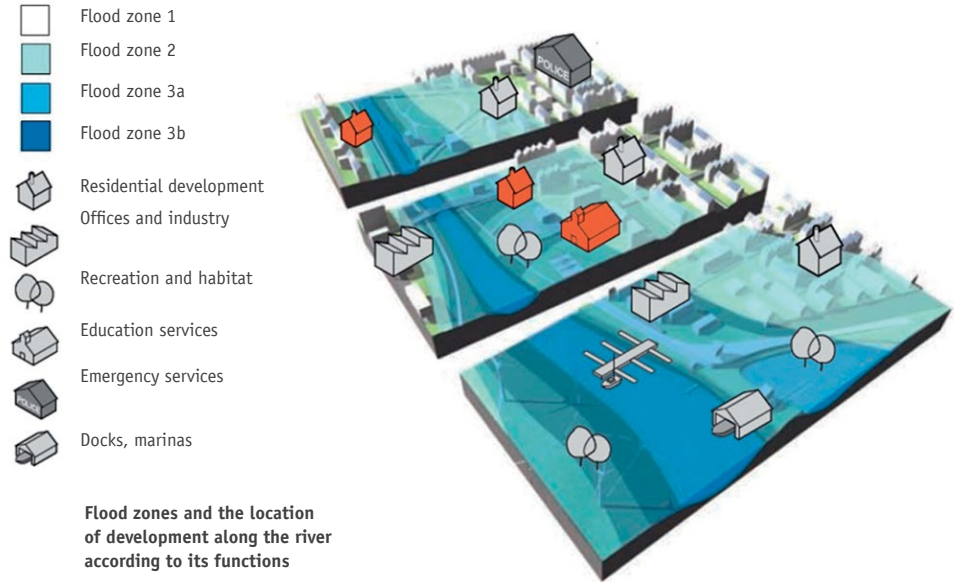 Flood zone 1
Flood zone 2
Flood zone 3a
Flood zone 3b
Residential development
Offices and industry
Recreation and habitat
Education services
Emergency services
POLICE
Docks, marinas
Flood zones and the location
of development along the river
according to its functions
POLICE